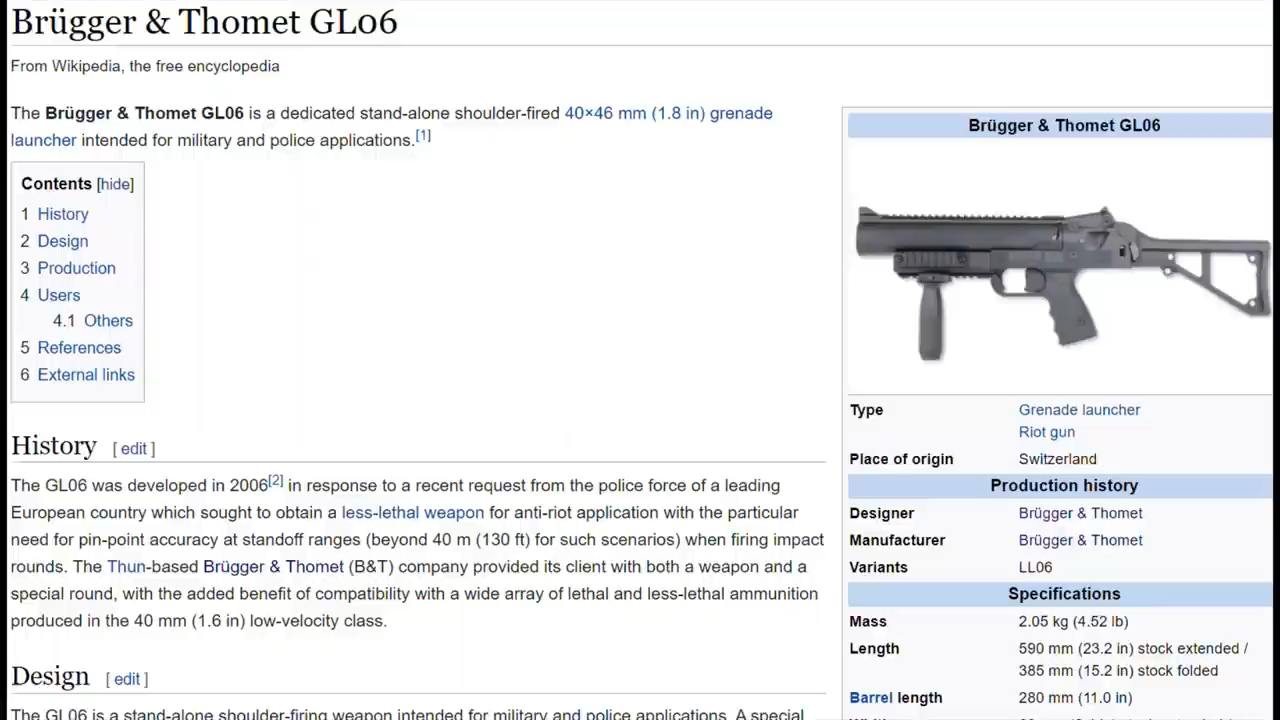 Brügger & Thomet GL06
From Wikipedia, the free encyclopedia
The Brügger & Thomet GL06 is a dedicated stand-alone shoulder-fired 40×46 mm (1.8 in) grenade
launcher intended for military and police applications.[1]
Contents [hide]
1 History
2 Design
3 Production
4 Users
4.1 Others
5 References
6 External links
History [ edit ]
The GL06 was developed in 2006[2] in response to a recent request from the police force of a leading
European country which sought to obtain a less-lethal weapon for anti-riot application with the particular
need for pin-point accuracy at standoff ranges (beyond 40 m (130 ft) for such scenarios) when firing impact
rounds. The Thun-based Brügger & Thomet (B&T) company provided its client with both a weapon and a
special round, with the added benefit of compatibility with a wide array of lethal and less-lethal ammunition
produced in the 40 mm (1.6 in) low-velocity class.
Design [ edit ]
The GL06 is a stand-alone shoulder-firing weapon intended for military and police applications. A special
Brügger & Thomet GL06
Type Grenade launcher
Riot gun
Place of origin Switzerland
Production history
Designer Brügger & Thomet
Manufacturer Brügger & Thomet
Variants LL06
Specifications
Mass 2.05 kg (4.52 lb)
Length 590 mm (23.2 in) stock extended /
385 mm (15.2 in) stock folded
Barrel length 280 mm (11.0 in)